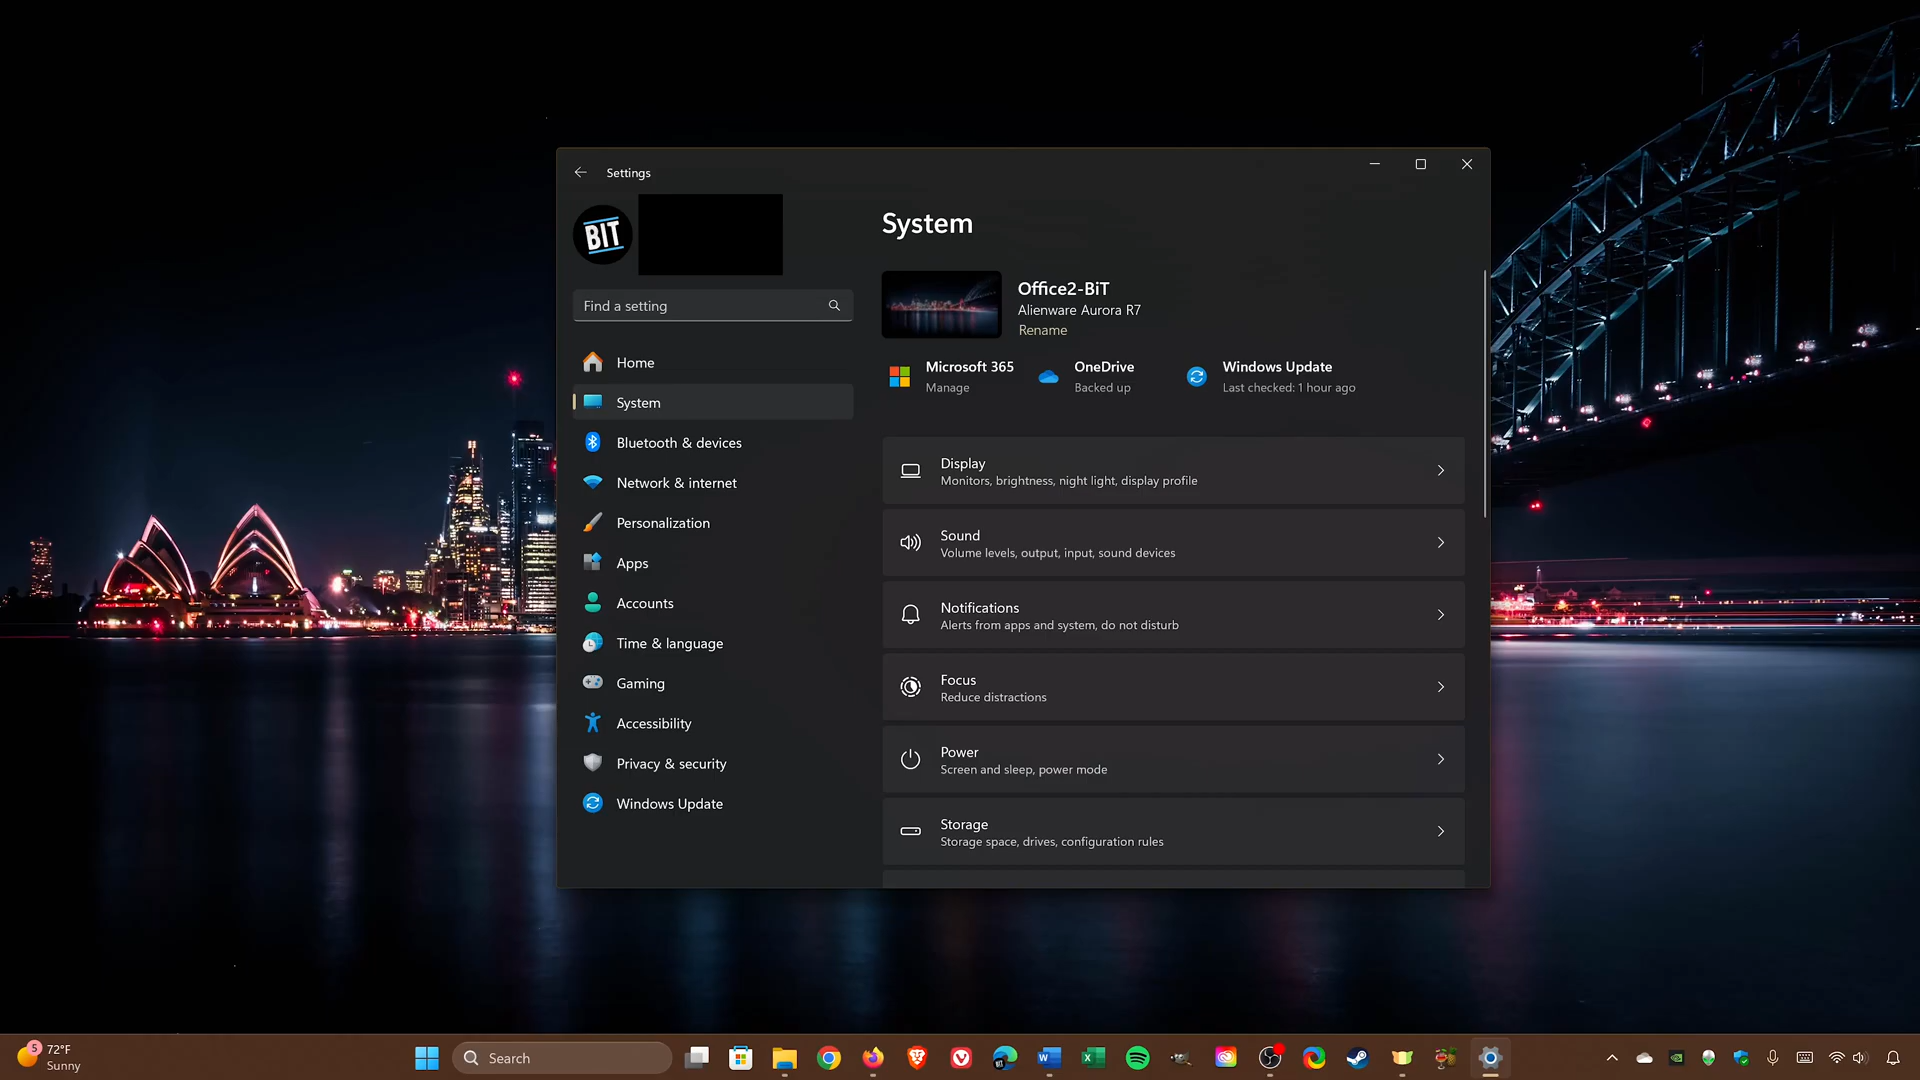 Settings
BIT
Find a setting
Home
System
Bluetooth & devices
Network & internet
Personalization
Apps
Accounts
Time & language
Gaming
Accessibility
Privacy & security
Windows Update
System
Office2-BiT
Alienware Aurora R7
Rename
Microsoft 365
Manage
OneDrive
Backed up
Windows Update
Last checked: 1 hour ago
Display
Monitors, brightness, night light, display profile
Sound
Volume levels, output, input, sound devices
Notifications
Alerts from apps and system, do not disturb
Focus
Reduce distractions
Power
Screen and sleep, power mode
Storage
Storage space, drives, configuration rules
5
72°F
Sunny
Search